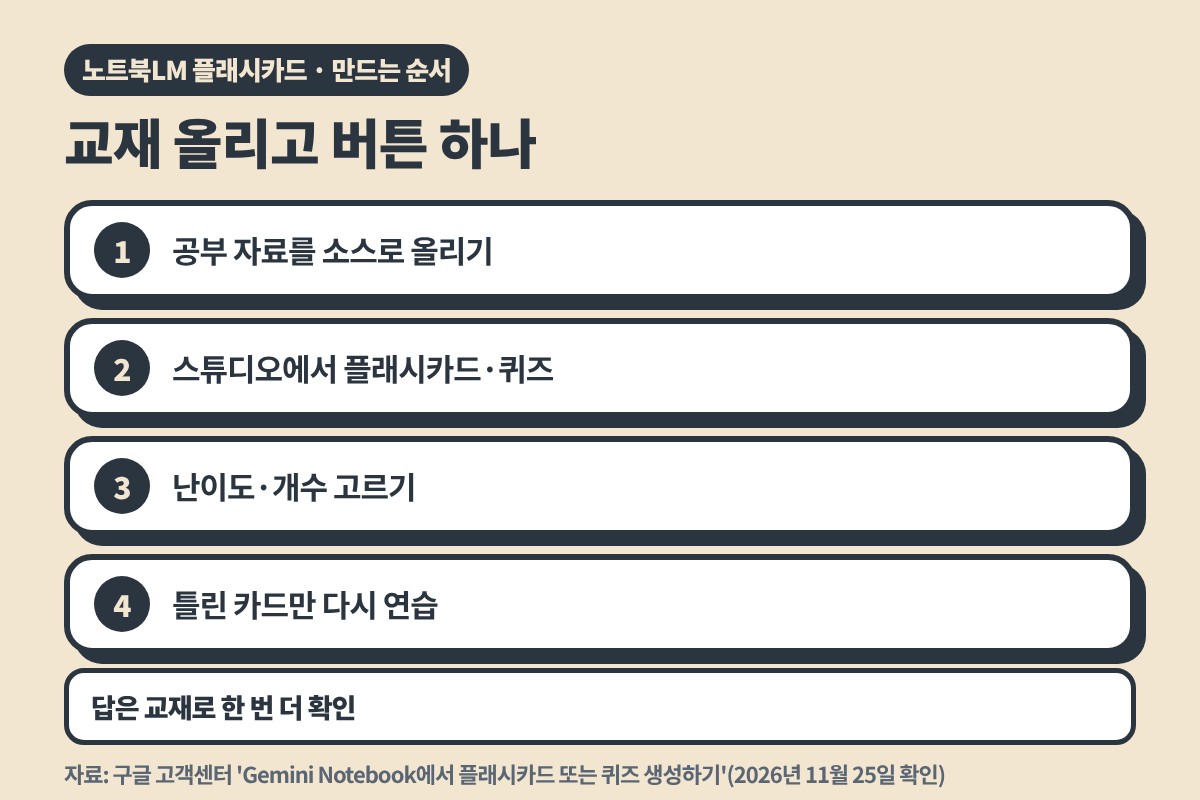 노트북LM 플래시카드 · 만드는 순서
교재 올리고 버튼 하나
1 공부 자료를 소스로 올리기
2 스튜디오에서 플래시카드·퀴즈
3 난이도·개수 고르기
4 틀린 카드만 다시 연습
답은 교재로 한 번 더 확인
자료: 구글 고객센터 'Gemini Notebook에서 플래시카드 또는 퀴즈 생성하기'(2026년 11월 25일 확인)